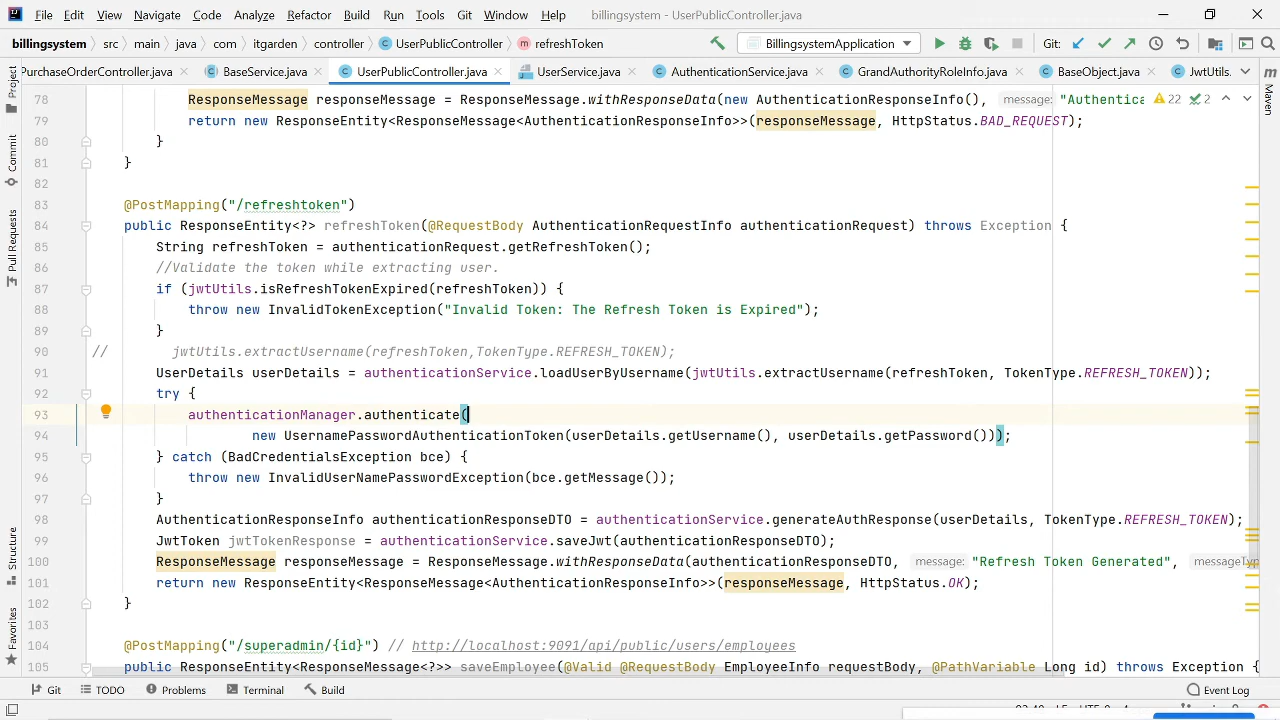 File Edit View Navigate Code Analyze Refactor Build Run Tools Git Window Help billingsystem - UserPublicController.java
billingsystem src main java com itgarden controller UserPublicController refreshToken BillingsystemApplication Git:
PurchaseOrderController.java BaseService.java UserPublicController.java UserService.java AuthenticationService.java GrandAuthorityRoleInfo.java BaseObject.java JwtUtils.
78 ResponseMessage responseMessage = ResponseMessage.withResponseData(new AuthenticationResponseInfo(), message: "Authentica 22 2
79 return new ResponseEntity<ResponseMessage<AuthenticationResponseInfo>>(responseMessage, HttpStatus.BAD_REQUEST);
80 }
81 }
82
83 @PostMapping("/refreshtoken")
84 public ResponseEntity<?> refreshToken(@RequestBody AuthenticationRequestInfo authenticationRequest) throws Exception {
85 String refreshToken = authenticationRequest.getRefreshToken();
86 //Validate the token while extracting user.
87 if (jwtUtils.isRefreshTokenExpired(refreshToken)) {
88 throw new InvalidTokenException("Invalid Token: The Refresh Token is Expired");
89 }
90 // jwtUtils.extractUsername(refreshToken,TokenType.REFRESH_TOKEN);
91 UserDetails userDetails = authenticationService.loadUserByUsername(jwtUtils.extractUsername(refreshToken, TokenType.REFRESH_TOKEN));
92 try {
93 authenticationManager.authenticate(
94 new UsernamePasswordAuthenticationToken(userDetails.getUsername(), userDetails.getPassword()));
95 } catch (BadCredentialsException bce) {
96 throw new InvalidUserNamePasswordException(bce.getMessage());
97 }
98 AuthenticationResponseInfo authenticationResponseDTO = authenticationService.generateAuthResponse(userDetails, TokenType.REFRESH_TOKEN);
99 JwtToken jwtTokenResponse = authenticationService.saveJwt(authenticationResponseDTO);
100 ResponseMessage responseMessage = ResponseMessage.withResponseData(authenticationResponseDTO, message: "Refresh Token Generated", messageTyp
101 return new ResponseEntity<ResponseMessage<AuthenticationResponseInfo>>(responseMessage, HttpStatus.OK);
102 }
103
104 @PostMapping("/superadmin/{id}") // http://localhost:9091/api/public/users/employees
105 public ResponseEntity<ResponseMessage<?>> saveEmployee(@Valid @RequestBody EmployeeInfo requestBody, @PathVariable Long id) throws Exception {
Project
Commit
Pull Requests
Structure
Favorites
Maven
Git TODO Problems Terminal Build Event Log